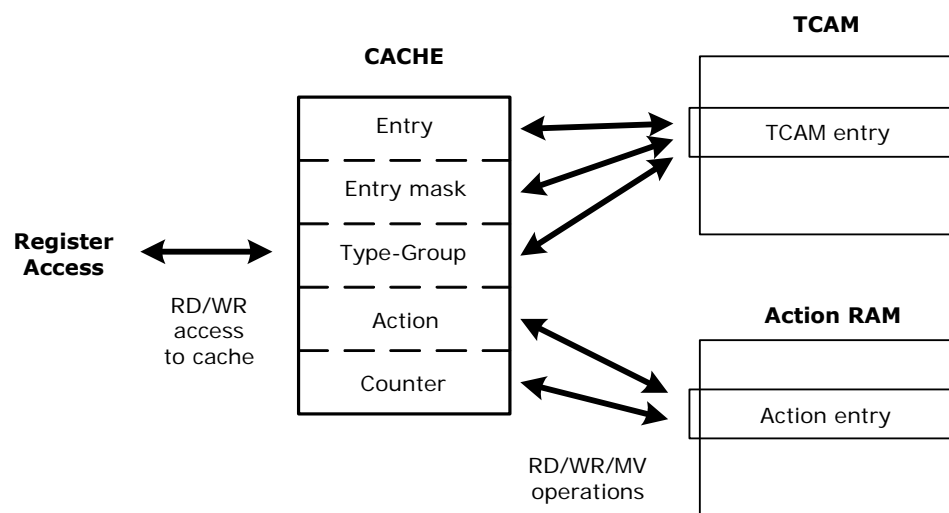 TCAM
CACHE
Entry
TCAM entry
Entry mask
Register
Access
Type-Group
RD/WR
access
to cache
Action
Action RAM
Counter
Action entry
RD/WR/MV
operations